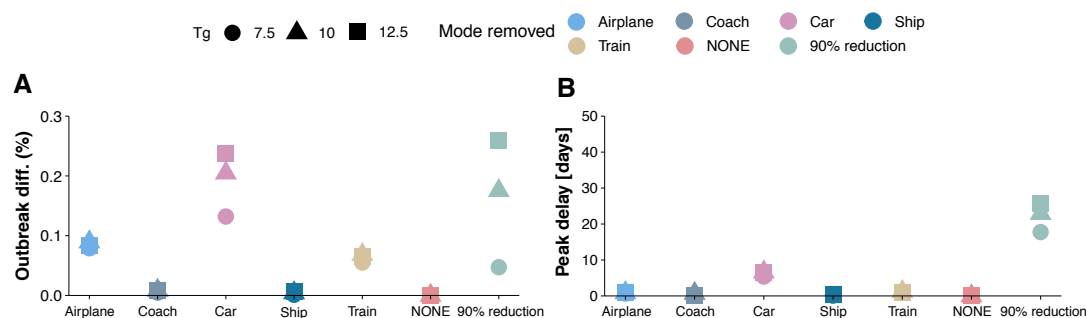 Tg 7.5 10 12.5 Mode removed Airplane Coach Car Ship
Train NONE 90% reduction
A B
Outbreak diff. (%)
0.3
0.2
0.1
0.0
Airplane Coach Car Ship Train NONE 90% reduction
Peak delay [days]
50
40
30
20
10
0
Airplane Coach Car Ship Train NONE 90% reduction